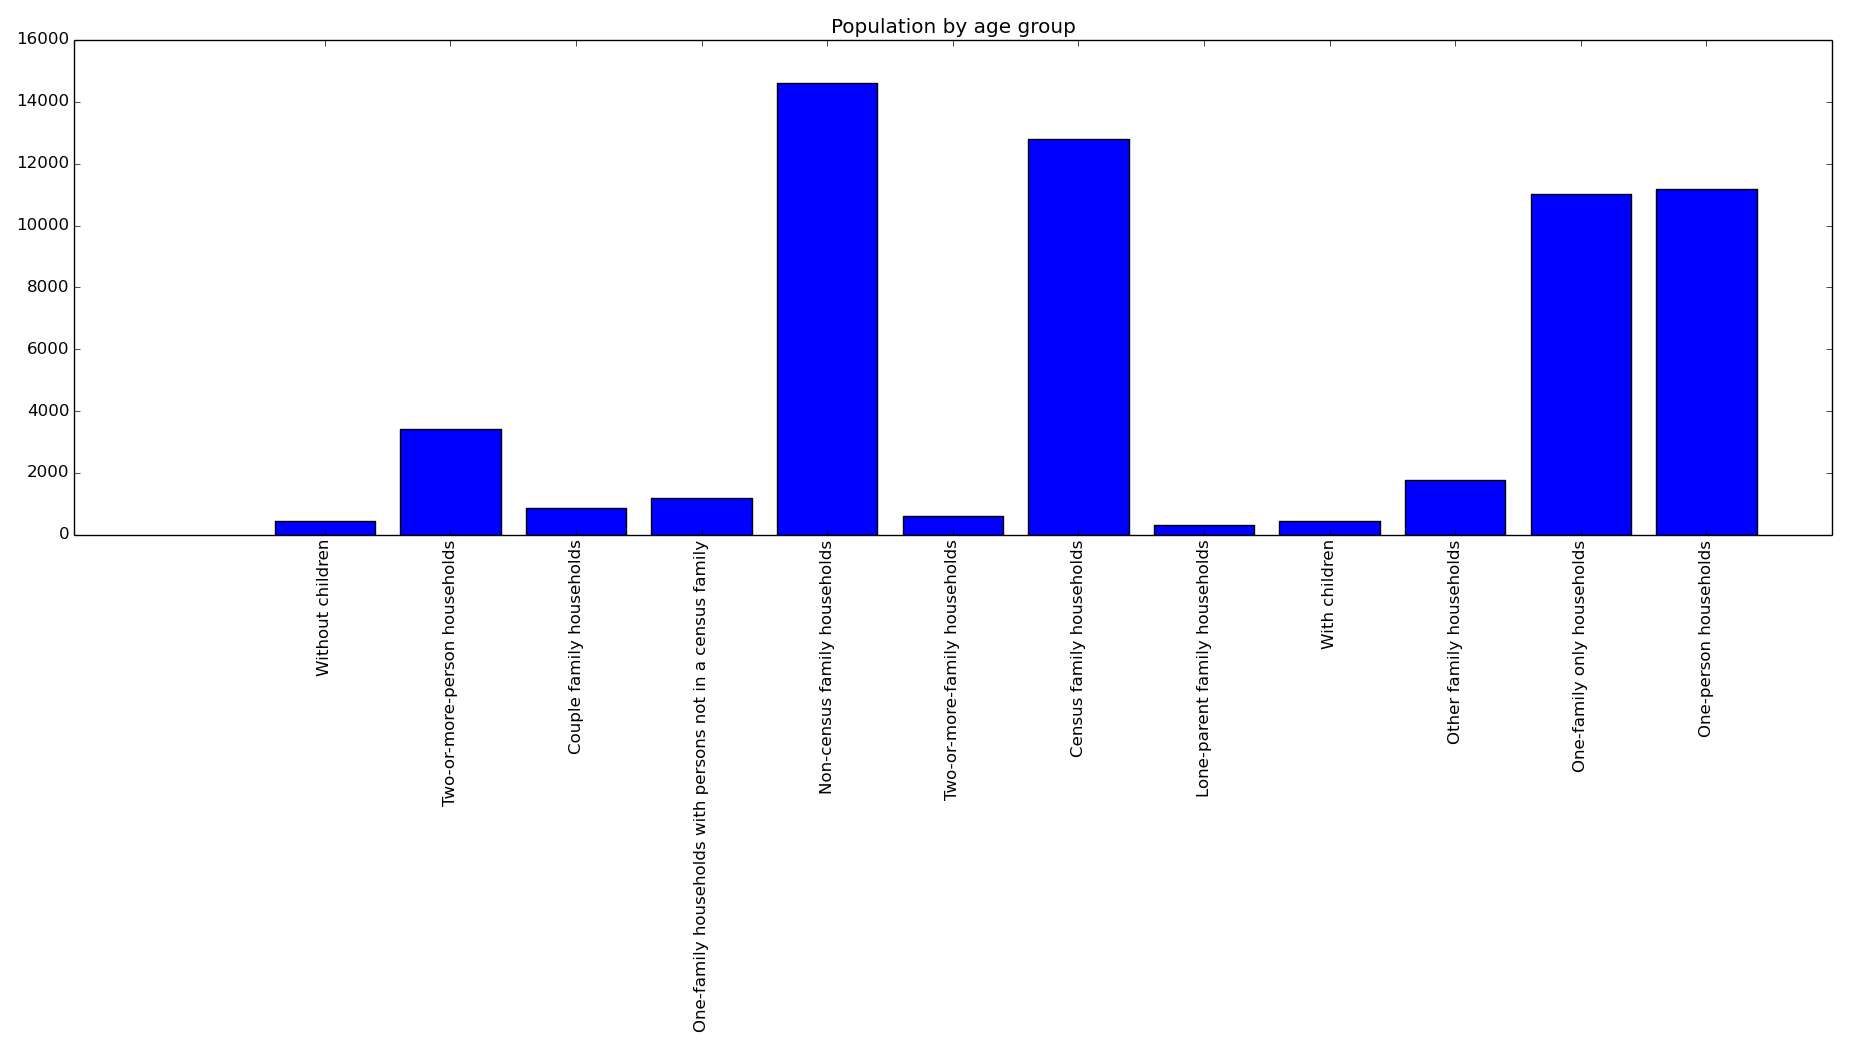 Population by age group
16000
14000
12000
10000
8000
6000
4000
2000
0
Without children
Two-or-more-person households
Couple family households
One-family households with persons not in a census family
Non-census family households
Two-or-more-family households
Census family households
Lone-parent family households
With children
Other family households
One-family only households
One-person households